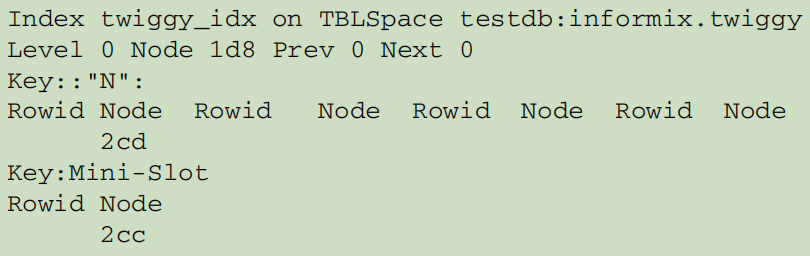 Index twiggy_idx on TBLSpace testdb:informix.twiggy
Level 0 Node 1d8 Prev 0 Next 0
Key::"N":
Rowid Node  Rowid   Node  Rowid  Node  Rowid  Node
      2cd
Key:Mini-Slot
Rowid Node
      2cc